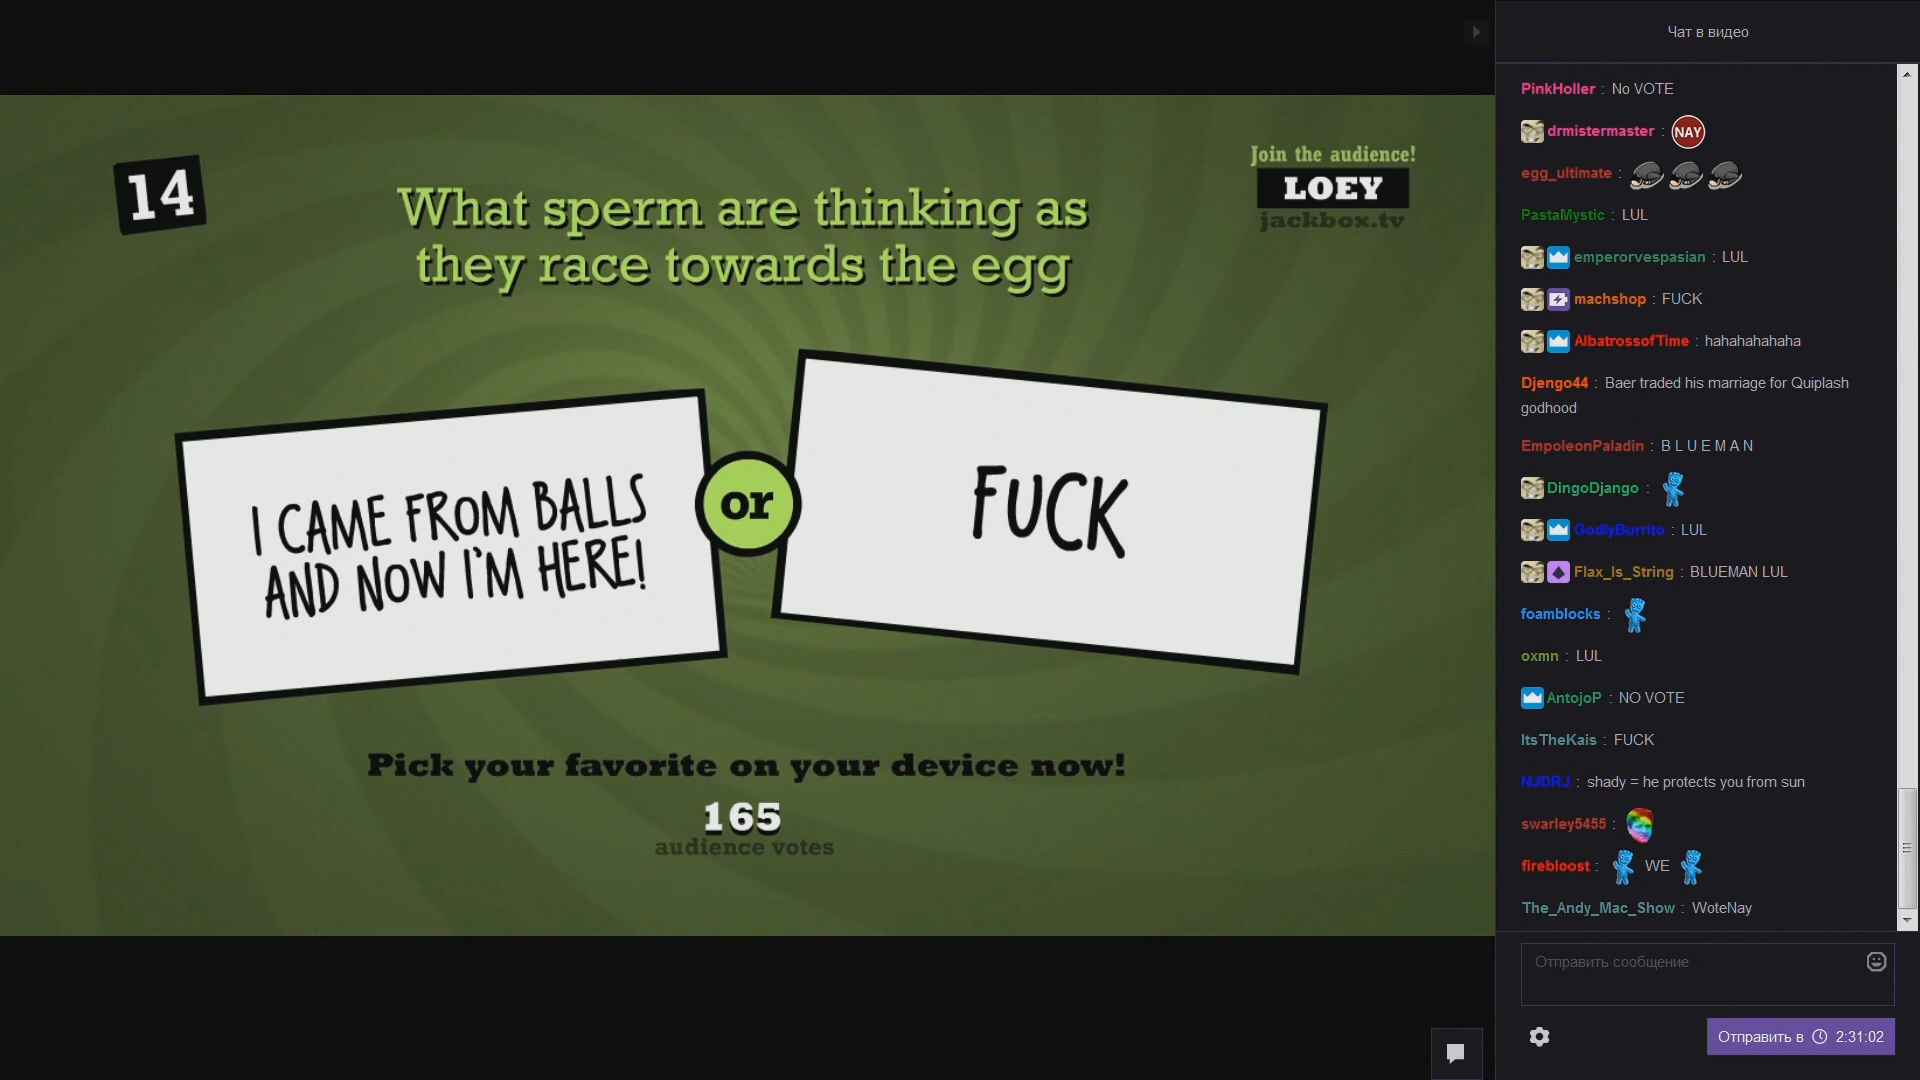 14
What sperm are thinking as
they race towards the egg
Join the audience!
LOEY
jackbox.tv
I CAME FROM BALLS
AND NOW I'M HERE!
or
FUCK
Pick your favorite on your device now!
165
audience votes
Чат в видео
PinkHoller : No VOTE
drmistermaster : NAY
egg_ultimate :
PastaMystic : LUL
emperorvespasian : LUL
machshop : FUCK
AlbatrossofTime : hahahahahaha
Djengo44 : Baer traded his marriage for Quiplash
godhood
EmpoleonPaladin : B L U E M A N
DingoDjango :
GodlyBurrito : LUL
Flax_Is_String : BLUEMAN LUL
foamblocks :
oxmn : LUL
AntojoP : NO VOTE
ItsTheKais : FUCK
NJDRJ : shady = he protects you from sun
swarley5455 :
firebloost : WE
The_Andy_Mac_Show : WoteNay
Отправить сообщение
Отправить в 2:31:02